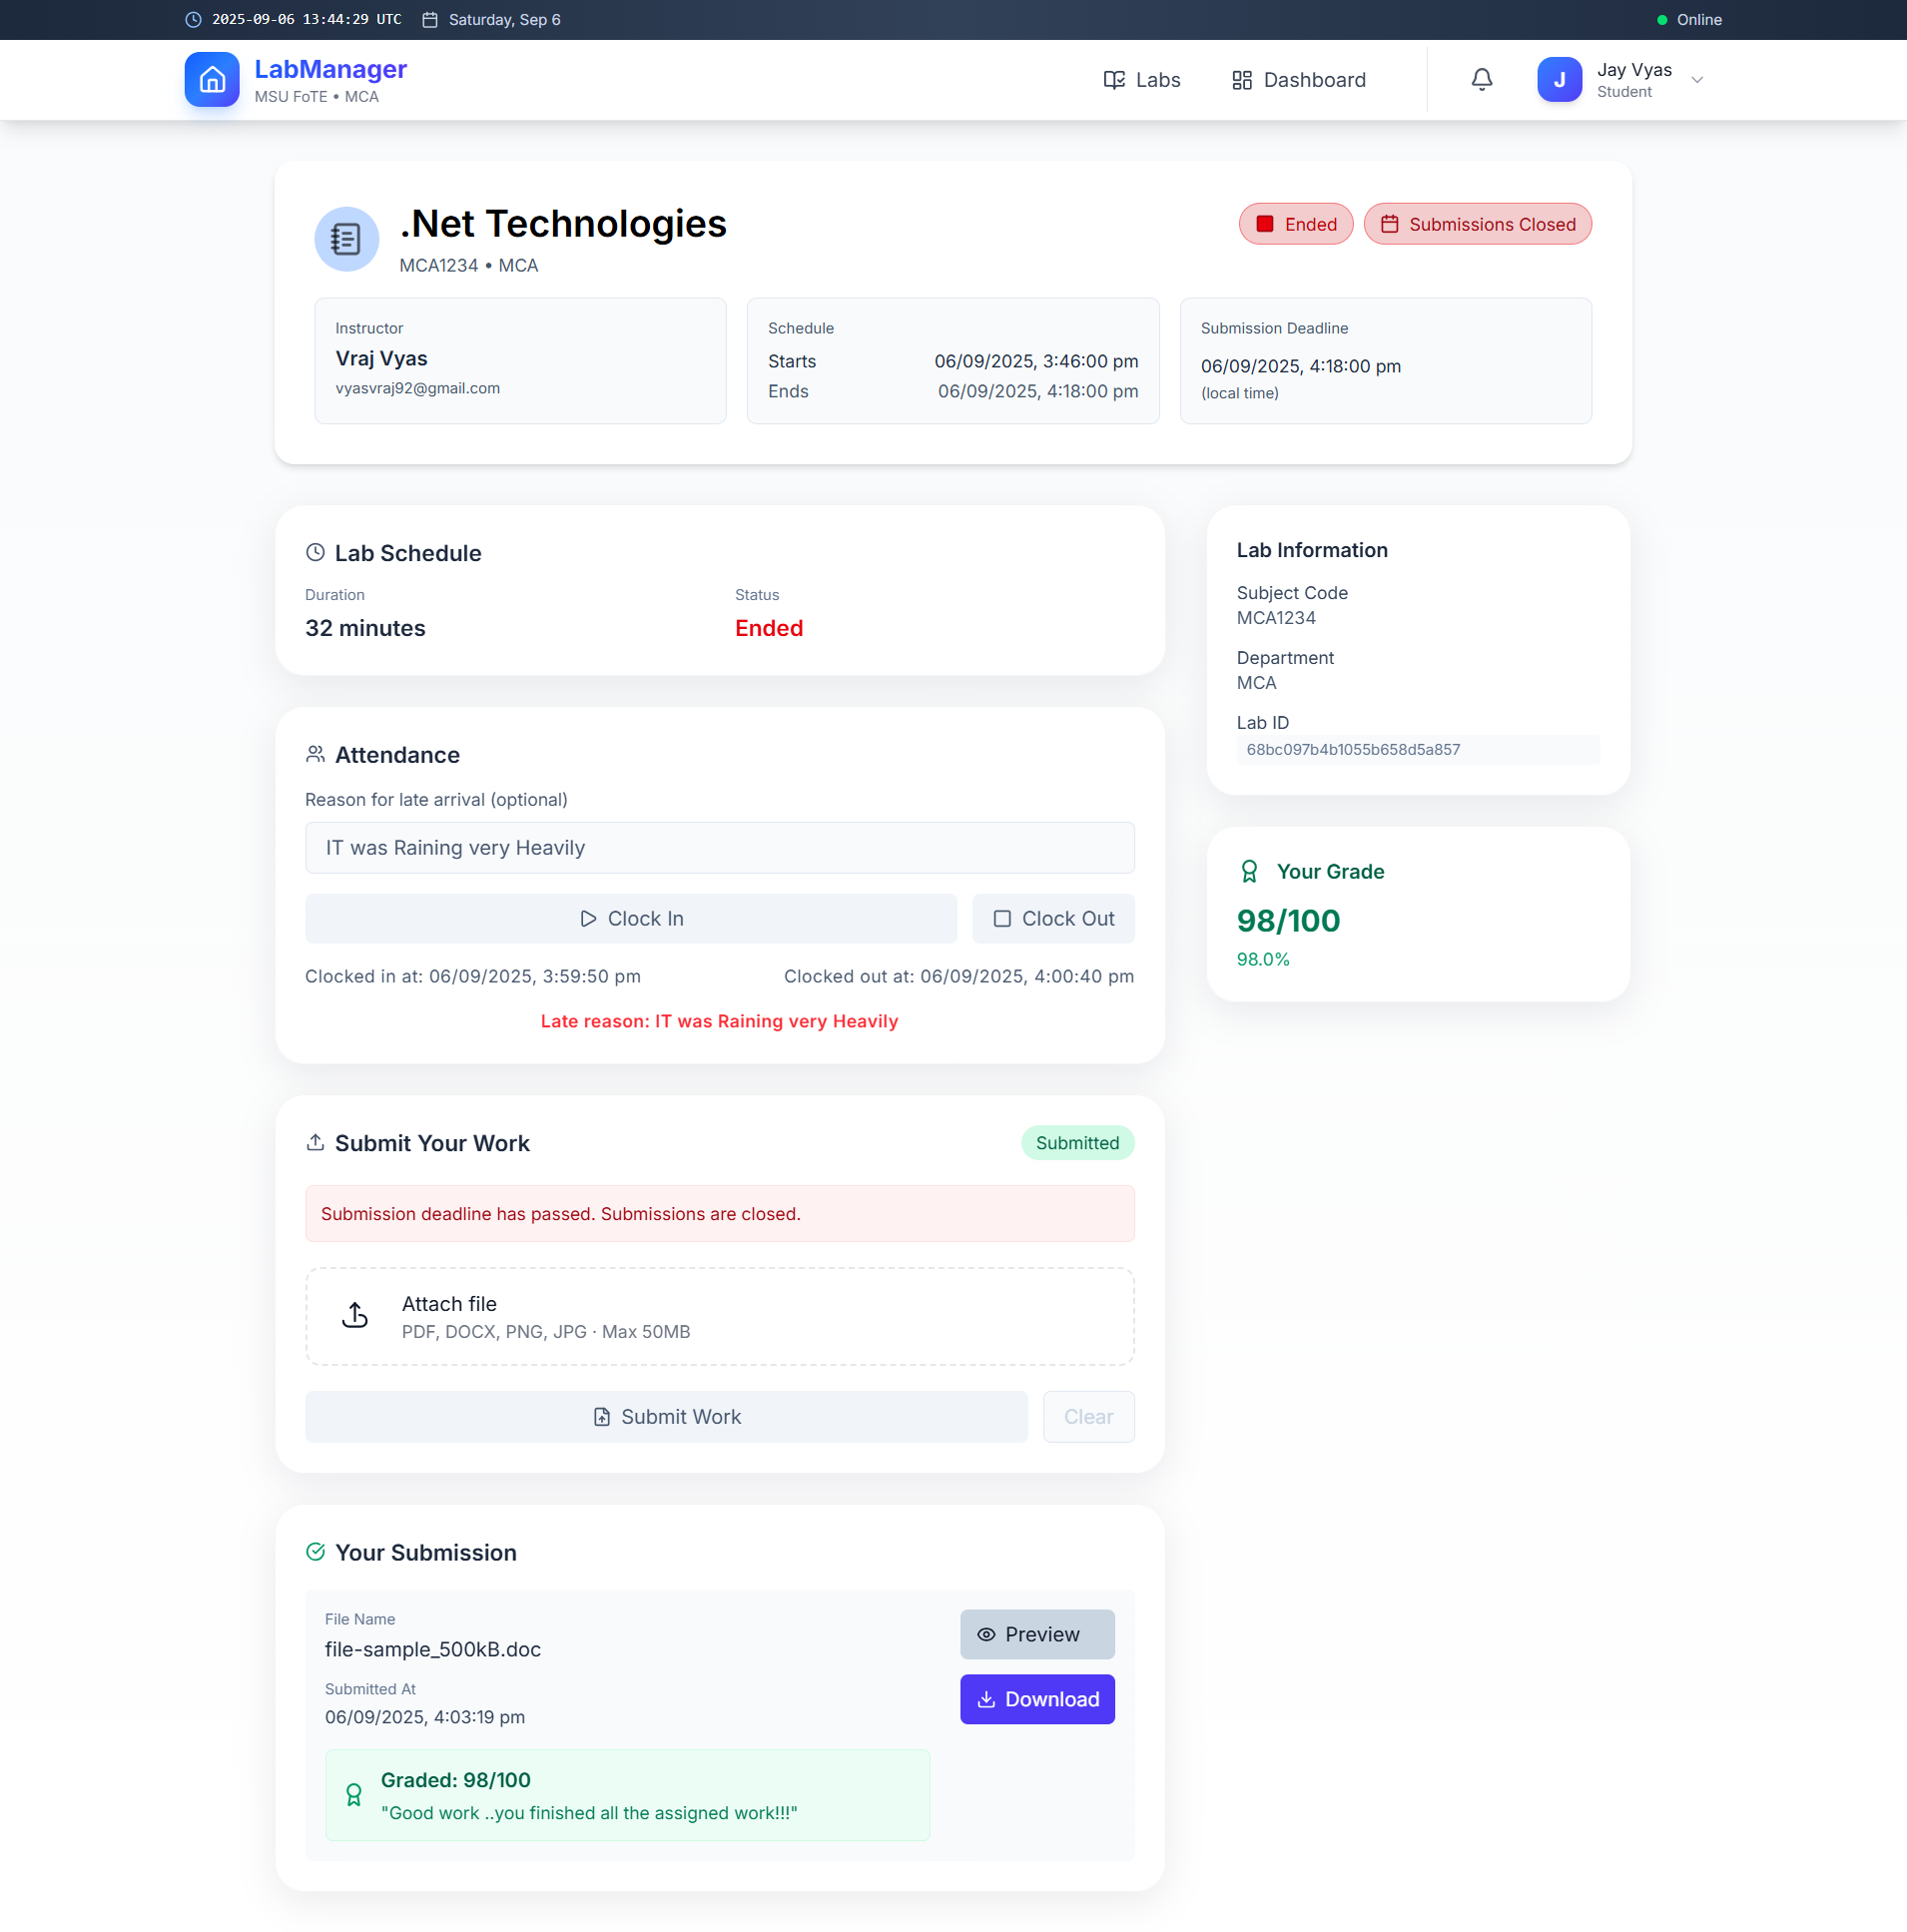 2025-09-06 13:44:29 UTC Saturday, Sep 6 Online
LabManager
MSU FoTE • MCA
Labs Dashboard
J
Jay Vyas
Student
.Net Technologies
MCA1234 • MCA
Ended Submissions Closed
Instructor
Vraj Vyas
vyasvraj92@gmail.com
Schedule
Starts 06/09/2025, 3:46:00 pm
Ends 06/09/2025, 4:18:00 pm
Submission Deadline
06/09/2025, 4:18:00 pm
(local time)
Lab Schedule
Duration
32 minutes
Status
Ended
Attendance
Reason for late arrival (optional)
IT was Raining very Heavily
Clock In Clock Out
Clocked in at: 06/09/2025, 3:59:50 pm Clocked out at: 06/09/2025, 4:00:40 pm
Late reason: IT was Raining very Heavily
Submit Your Work Submitted
Submission deadline has passed. Submissions are closed.
Attach file
PDF, DOCX, PNG, JPG · Max 50MB
Submit Work Clear
Your Submission
File Name
file-sample_500kB.doc
Submitted At
06/09/2025, 4:03:19 pm
Preview
Download
Graded: 98/100
"Good work ..you finished all the assigned work!!!"
Lab Information
Subject Code
MCA1234
Department
MCA
Lab ID
68bc097b4b1055b658d5a857
Your Grade
98/100
98.0%